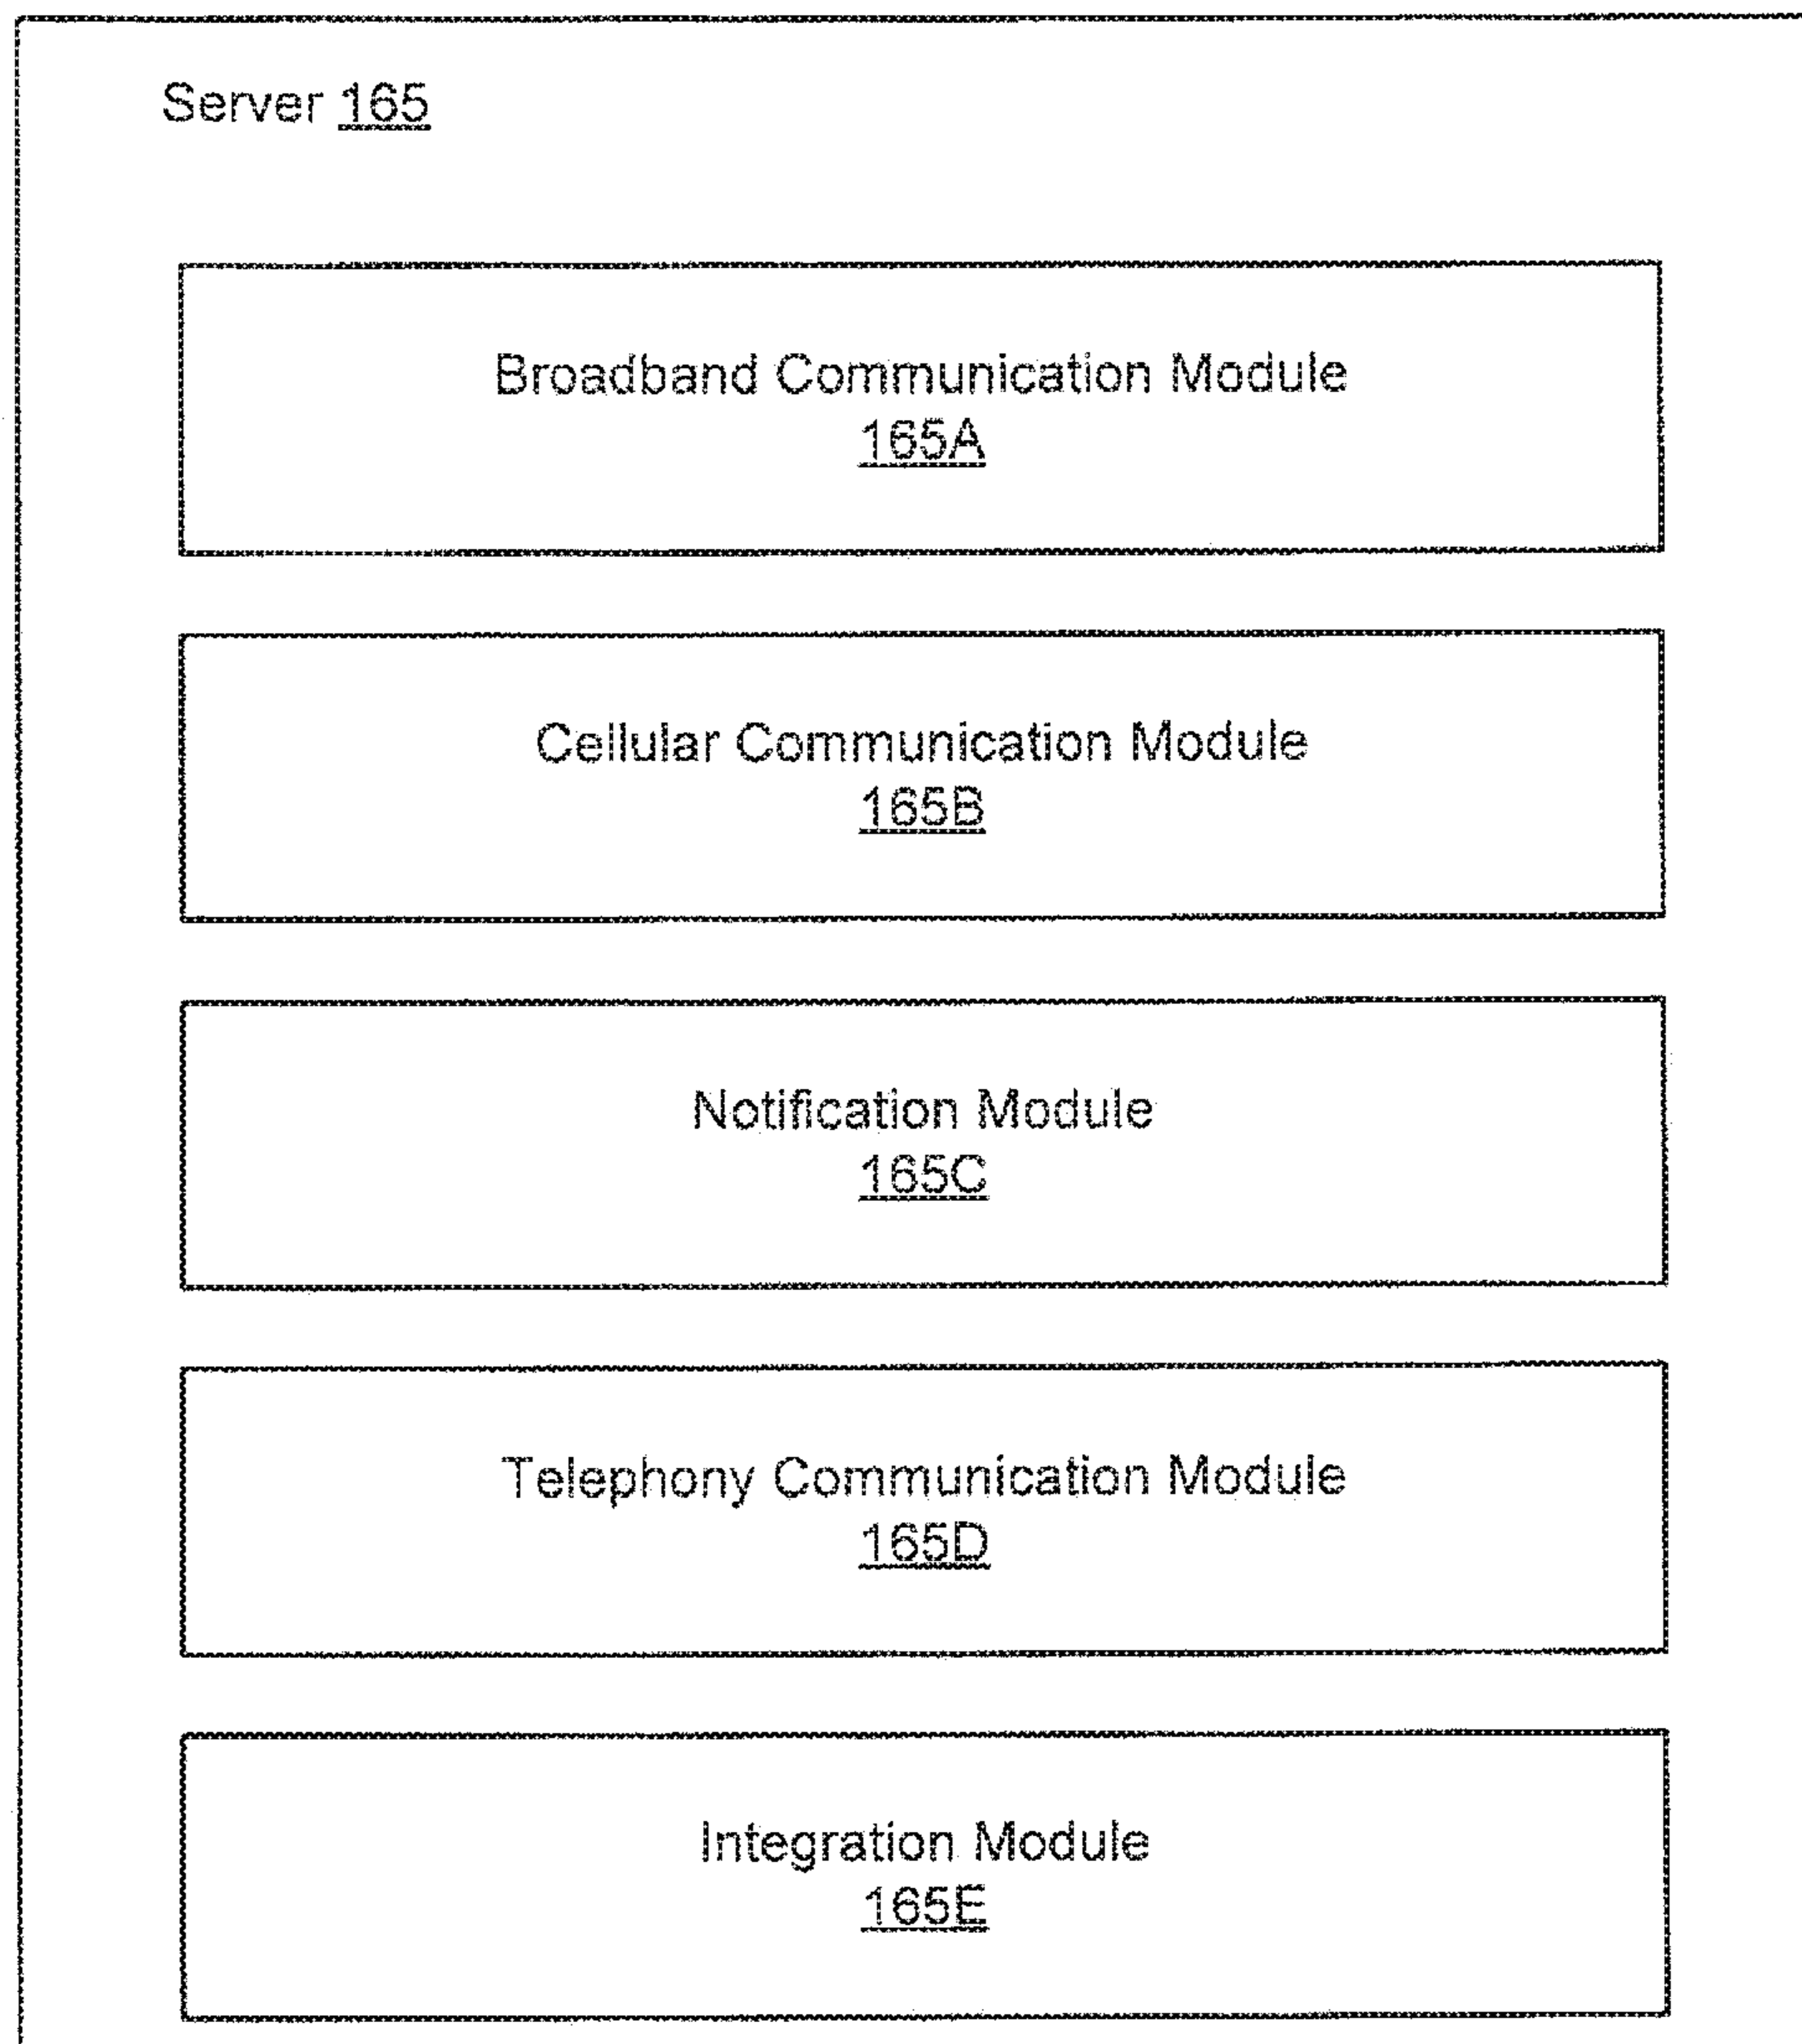 Server 165
Broadband Communication Module
165A
Cellular Communication Module
165B
Notification Module
165C
Telephony Communication Module
165D
Integration Module
165E